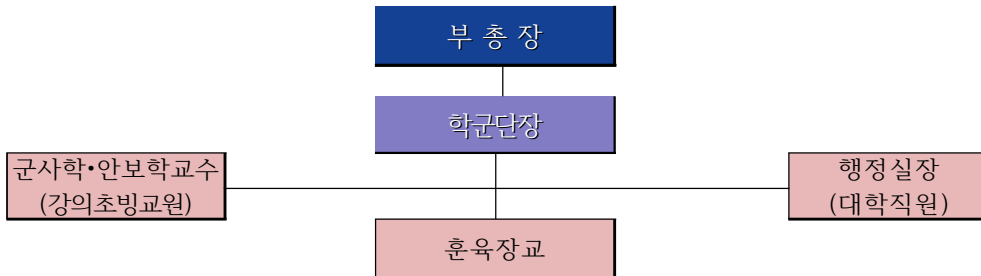 부 총 장
학군단장
군사학•안보학교수
(강의초빙교원)
행정실장
(대학직원)
훈육장교